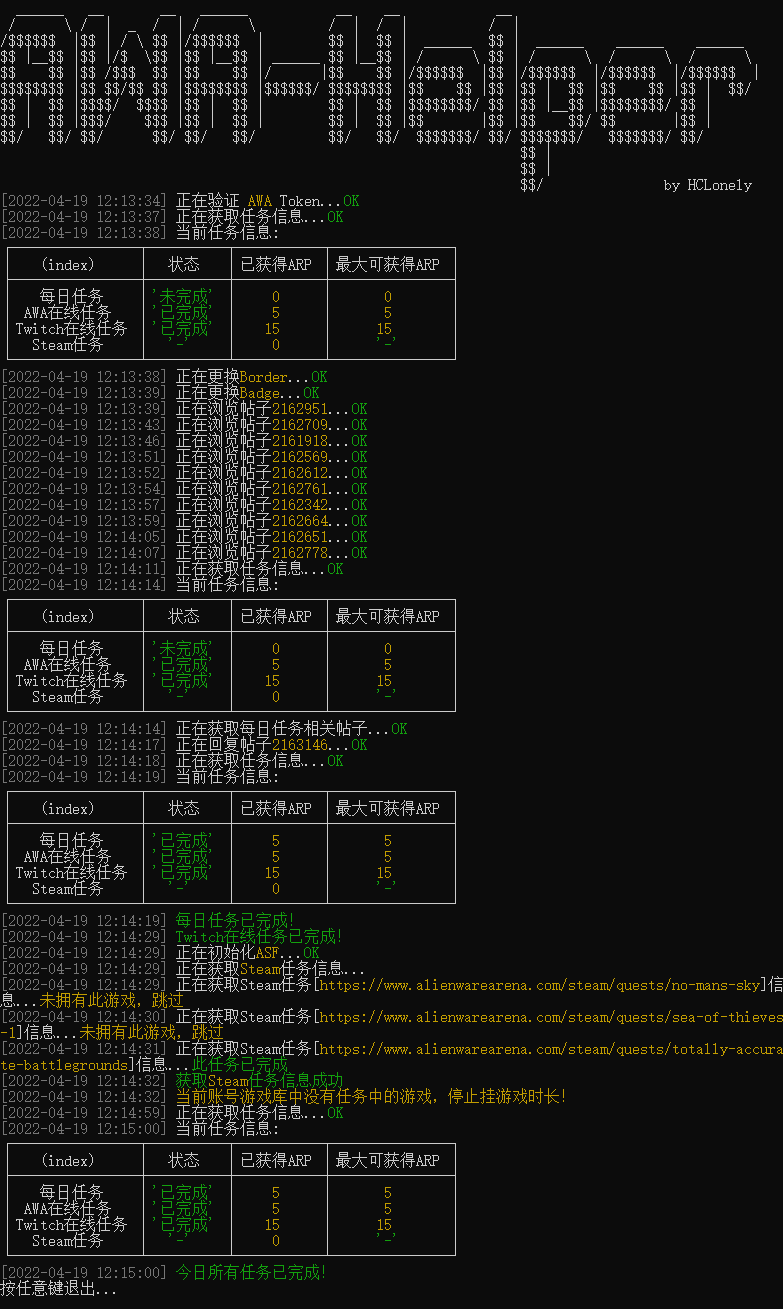 AWA-Helper
by HCLonely
[2022-04-19 12:13:34] 正在验证 AWA Token...OK
[2022-04-19 12:13:37] 正在获取任务信息...OK
[2022-04-19 12:13:38] 当前任务信息:
(index) 状态 已获得ARP 最大可获得ARP
每日任务 '未完成' 0 0
AWA在线任务 '已完成' 5 5
Twitch在线任务 '已完成' 15 15
Steam任务 '-' 0 '-'
[2022-04-19 12:13:38] 正在更换Border...OK
[2022-04-19 12:13:39] 正在更换Badge...OK
[2022-04-19 12:13:39] 正在浏览帖子2162951...OK
[2022-04-19 12:13:43] 正在浏览帖子2162709...OK
[2022-04-19 12:13:46] 正在浏览帖子2161918...OK
[2022-04-19 12:13:51] 正在浏览帖子2162569...OK
[2022-04-19 12:13:52] 正在浏览帖子2162612...OK
[2022-04-19 12:13:54] 正在浏览帖子2162761...OK
[2022-04-19 12:13:57] 正在浏览帖子2162342...OK
[2022-04-19 12:13:59] 正在浏览帖子2162664...OK
[2022-04-19 12:14:05] 正在浏览帖子2162651...OK
[2022-04-19 12:14:07] 正在浏览帖子2162778...OK
[2022-04-19 12:14:11] 正在获取任务信息...OK
[2022-04-19 12:14:14] 当前任务信息:
(index) 状态 已获得ARP 最大可获得ARP
每日任务 '未完成' 0 0
AWA在线任务 '已完成' 5 5
Twitch在线任务 '已完成' 15 15
Steam任务 '-' 0 '-'
[2022-04-19 12:14:14] 正在获取每日任务相关帖子...OK
[2022-04-19 12:14:17] 正在回复帖子2163146...OK
[2022-04-19 12:14:18] 正在获取任务信息...OK
[2022-04-19 12:14:19] 当前任务信息:
(index) 状态 已获得ARP 最大可获得ARP
每日任务 '已完成' 5 5
AWA在线任务 '已完成' 5 5
Twitch在线任务 '已完成' 15 15
Steam任务 '-' 0 '-'
[2022-04-19 12:14:19] 每日任务已完成!
[2022-04-19 12:14:29] Twitch在线任务已完成!
[2022-04-19 12:14:29] 正在初始化ASF...OK
[2022-04-19 12:14:29] 正在获取Steam任务信息...
[2022-04-19 12:14:29] 正在获取Steam任务[https://www.alienwarearena.com/steam/quests/no-mans-sky]信
息...未拥有此游戏，跳过
[2022-04-19 12:14:30] 正在获取Steam任务[https://www.alienwarearena.com/steam/quests/sea-of-thieves
-1]信息...未拥有此游戏，跳过
[2022-04-19 12:14:31] 正在获取Steam任务[https://www.alienwarearena.com/steam/quests/totally-accura
te-battlegrounds]信息...此任务已完成
[2022-04-19 12:14:32] 获取Steam任务信息成功
[2022-04-19 12:14:32] 当前账号游戏库中没有任务中的游戏，停止挂游戏时长!
[2022-04-19 12:14:59] 正在获取任务信息...OK
[2022-04-19 12:15:00] 当前任务信息:
(index) 状态 已获得ARP 最大可获得ARP
每日任务 '已完成' 5 5
AWA在线任务 '已完成' 5 5
Twitch在线任务 '已完成' 15 15
Steam任务 '-' 0 '-'
[2022-04-19 12:15:00] 今日所有任务已完成!
按任意键退出...